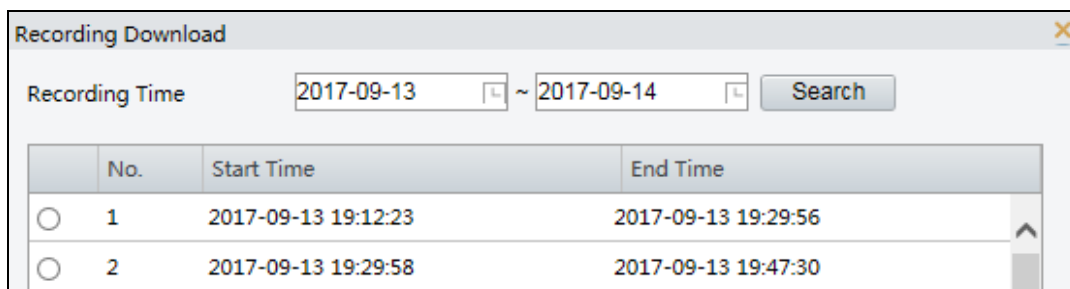 Recording Download
Recording Time 2017-09-13 ~ 2017-09-14 Search
No. Start Time End Time
1 2017-09-13 19:12:23 2017-09-13 19:29:56
2 2017-09-13 19:29:58 2017-09-13 19:47:30